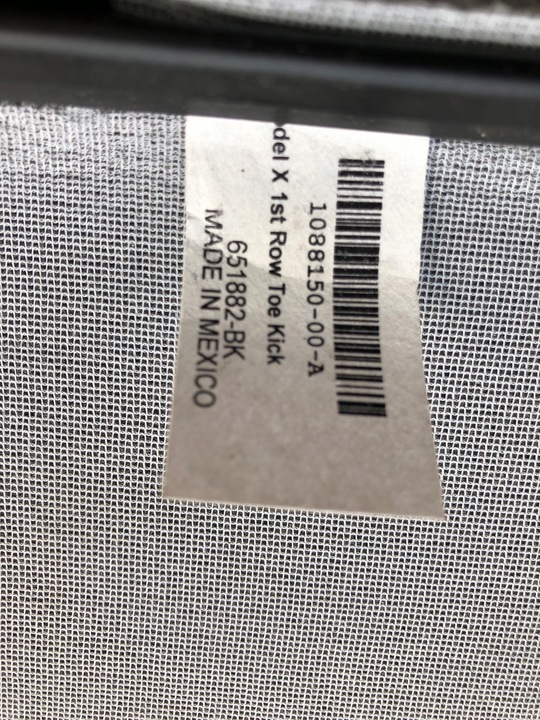 1088150-00-A
del X 1st Row Toe Kick
651882-BK
MADE IN MEXICO